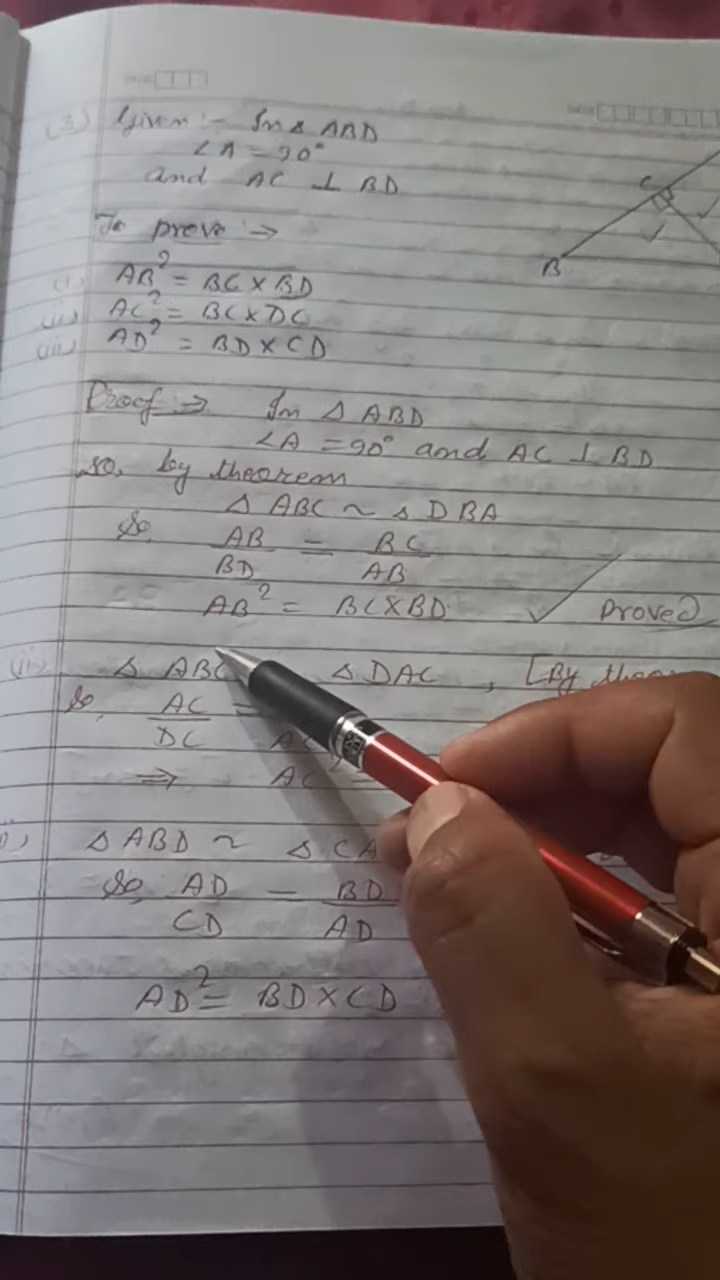 (3) Given :- In △ ABD
∠A = 90°
and AC ⊥ BD
C
B
To prove :→
(i) AB² = BC × BD
(ii) AC² = BC × DC
(iii) AD² = BD × CD
Proof :→ In △ ABD
∠A = 90° and AC ⊥ BD
so, by theorem
△ ABC ~ △ DBA
So, AB/BD = BC/AB
AB² = BC × BD Proved
(ii) △ ABC △ DAC , [By
So, AC/DC =
⇒ AC²
△ ABD ~ △ CA
So, AD/CD = BD/AD
AD² = BD × CD